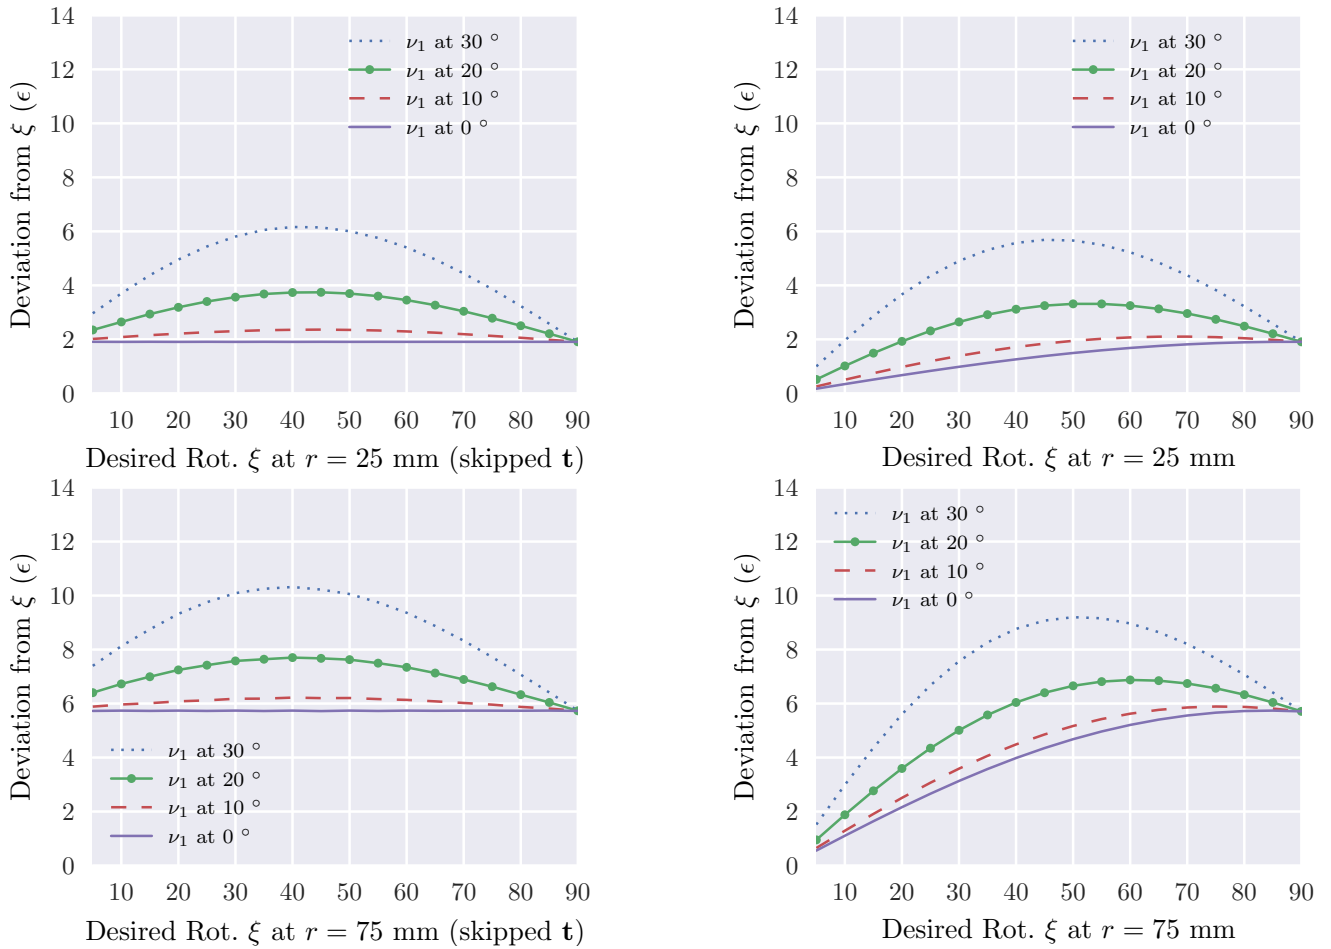 Deviation from ξ (ϵ)
14
12
10
8
6
4
2
0
ν₁ at 30 °
ν₁ at 20 °
ν₁ at 10 °
ν₁ at 0 °
10 20 30 40 50 60 70 80 90
Desired Rot. ξ at r = 25 mm (skipped t)
Deviation from ξ (ϵ)
14
12
10
8
6
4
2
0
ν₁ at 30 °
ν₁ at 20 °
ν₁ at 10 °
ν₁ at 0 °
10 20 30 40 50 60 70 80 90
Desired Rot. ξ at r = 25 mm
Deviation from ξ (ϵ)
14
12
10
8
6
4
2
0
ν₁ at 30 °
ν₁ at 20 °
ν₁ at 10 °
ν₁ at 0 °
10 20 30 40 50 60 70 80 90
Desired Rot. ξ at r = 75 mm (skipped t)
Deviation from ξ (ϵ)
14
12
10
8
6
4
2
0
ν₁ at 30 °
ν₁ at 20 °
ν₁ at 10 °
ν₁ at 0 °
10 20 30 40 50 60 70 80 90
Desired Rot. ξ at r = 75 mm